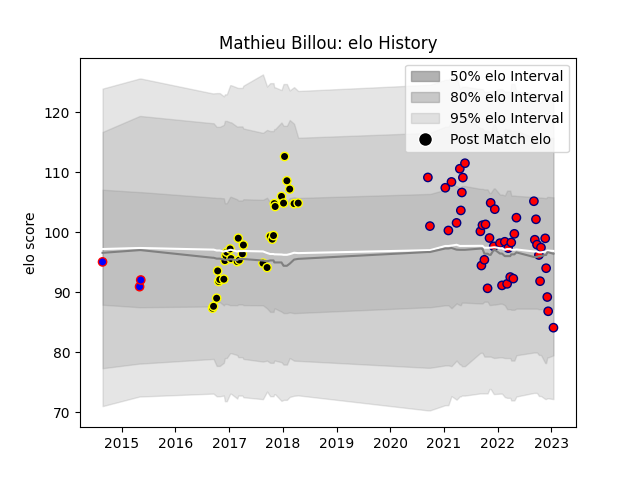 Mathieu Billou: elo History
50% elo Interval
80% elo Interval
95% elo Interval
Post Match elo
elo score
120
110
100
90
80
70
2015 2016 2017 2018 2019 2020 2021 2022 2023